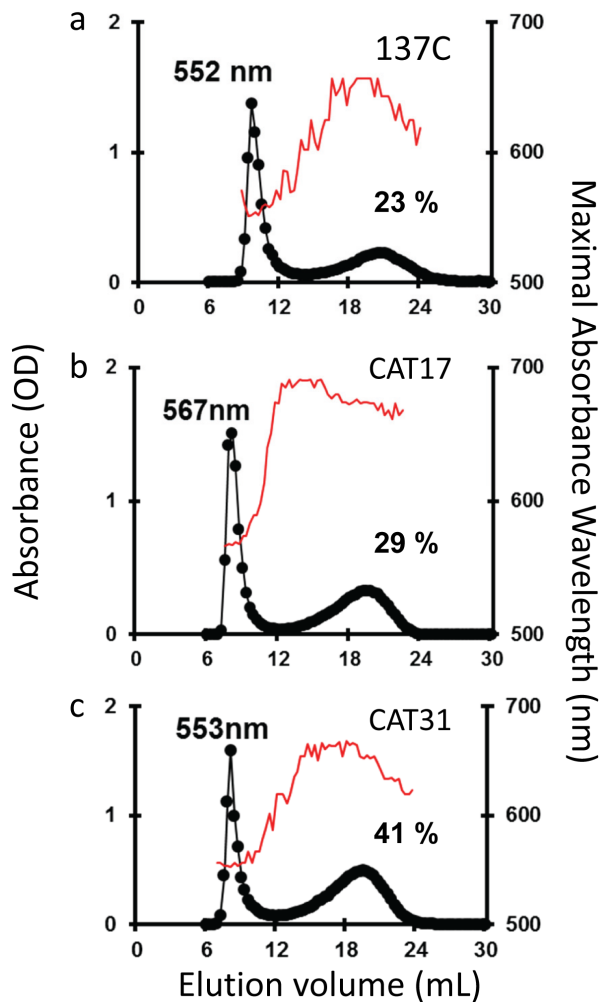 a
137C
552 nm
23 %
2
1
0
700
600
500
0 6 12 18 24 30
b
CAT17
567nm
29 %
2
1
0
700
600
500
0 6 12 18 24 30
c
CAT31
553nm
41 %
2
1
0
700
600
500
0 6 12 18 24 30
Absorbance (OD)
Maximal Absorbance Wavelength (nm)
Elution volume (mL)